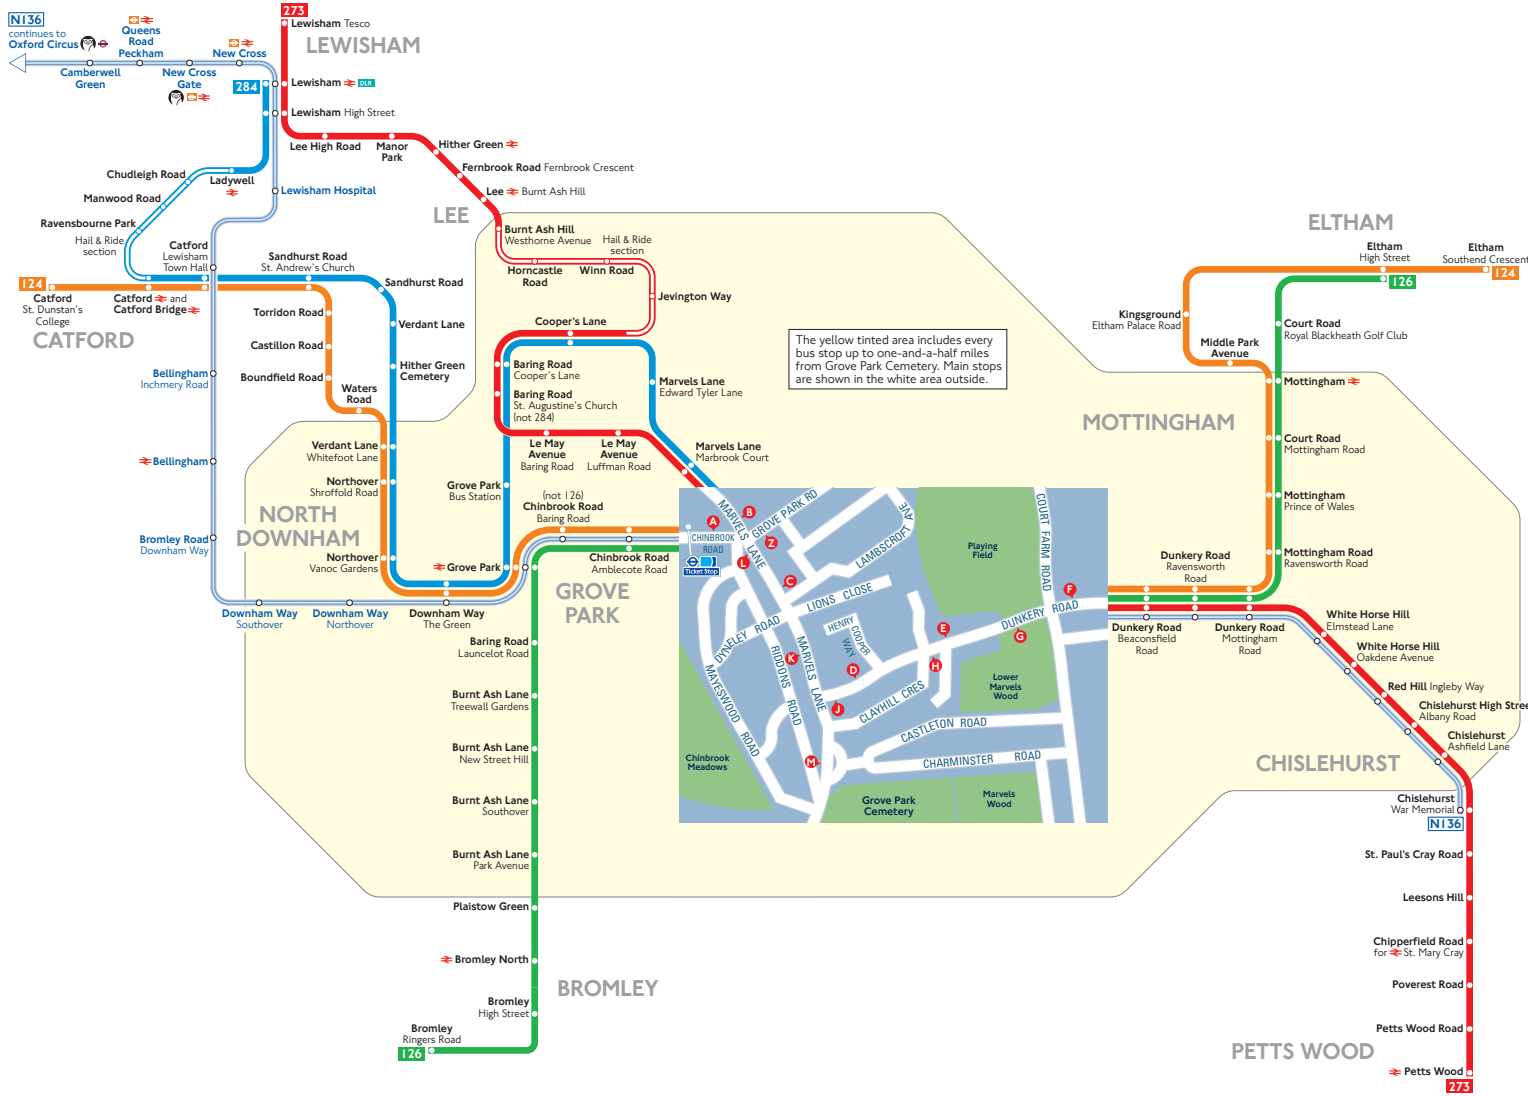 N136
continues to
Oxford Circus
Queens
Road
Peckham
New Cross
Camberwell
Green
New Cross
Gate
284
273
Lewisham Tesco
LEWISHAM
Lewisham DLR
Lewisham High Street
Lee High Road
Manor
Park
Hither Green
Fernbrook Road Fernbrook Crescent
Lee Burnt Ash Hill
LEE
Chudleigh Road
Ladywell
Manwood Road
Lewisham Hospital
Ravensbourne Park
Hail & Ride
section
Catford
Lewisham
Town Hall
Sandhurst Road
St. Andrew's Church
Sandhurst Road
124
Catford
St. Dunstan's
College
Catford and
Catford Bridge
CATFORD
Torridon Road
Verdant Lane
Castillon Road
Hither Green
Cemetery
Boundfield Road
Waters
Road
Bellingham
Inchmery Road
Verdant Lane
Whitefoot Lane
Bellingham
Northover
Shroffold Road
NORTH
DOWNHAM
Bromley Road
Downham Way
Northover
Vanoc Gardens
Downham Way
Southover
Downham Way
Northover
Downham Way
The Green
Burnt Ash Hill
Westhorne Avenue
Hail & Ride
section
Horncastle
Road
Winn Road
Jevington Way
Cooper's Lane
Baring Road
Cooper's Lane
Baring Road
St. Augustine's Church
(not 284)
Marvels Lane
Edward Tyler Lane
Le May
Avenue
Baring Road
Le May
Avenue
Luffman Road
Marvels Lane
Marbrook Court
Grove Park
Bus Station
(not 126)
Chinbrook Road
Baring Road
Grove Park
Chinbrook Road
Amblecote Road
GROVE
PARK
Baring Road
Launcelot Road
Burnt Ash Lane
Treewall Gardens
Burnt Ash Lane
New Street Hill
Burnt Ash Lane
Southover
Burnt Ash Lane
Park Avenue
Plaistow Green
Bromley North
BROMLEY
Bromley
High Street
Bromley
Ringers Road
126
The yellow tinted area includes every
bus stop up to one-and-a-half miles
from Grove Park Cemetery. Main stops
are shown in the white area outside.
MARVELS LANE
GROVE PARK RD
CHINBROOK
ROAD
Ticket Stop
A
B
Z
L
C
LAMBSCROFT
AVE
Playing
Field
COURT FARM ROAD
LIONS CLOSE
DYNELEY ROAD
HENRY
COOPER
WAY
DUNKERY ROAD
F
E
G
H
K
D
J
M
RIDDONS ROAD
MARVELS LANE
MAYESWOOD ROAD
CLAYHILL CRES
Lower
Marvels
Wood
CASTLETON ROAD
CHARMINSTER ROAD
Chinbrook
Meadows
Grove Park
Cemetery
Marvels
Wood
ELTHAM
Eltham
High Street
Eltham
Southend Crescent
124
126
Kingsground
Eltham Palace Road
Court Road
Royal Blackheath Golf Club
Middle Park
Avenue
Mottingham
MOTTINGHAM
Court Road
Mottingham Road
Mottingham
Prince of Wales
Dunkery Road
Ravensworth
Road
Mottingham Road
Ravensworth Road
Dunkery Road
Beaconsfield
Road
Dunkery Road
Mottingham
Road
White Horse Hill
Elmstead Lane
White Horse Hill
Oakdene Avenue
Red Hill Ingleby Way
Chislehurst High Stree
Albany Road
Chislehurst
Ashfield Lane
CHISLEHURST
Chislehurst
War Memorial
N136
St. Paul's Cray Road
Leesons Hill
Chipperfield Road
for St. Mary Cray
Poverest Road
Petts Wood Road
PETTS WOOD
Petts Wood
273